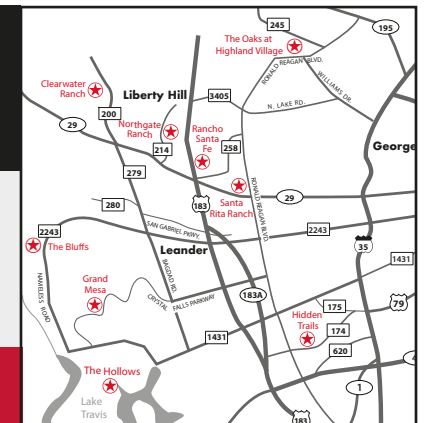 245
195
The Oaks at
Highland Village
RONALD REAGAN BLVD.
WILLIAMS DR.
Clearwater
Ranch
Liberty Hill
3405
N. LAKE RD.
200
29
Northgate
Ranch
Rancho
Santa
Fe
214
258
George
279
183
Santa
Rita Ranch
RONALD REAGAN BLVD.
29
280
SAN GABRIEL PKWY.
2243
2243
The Bluffs
Leander
35
1431
BAGDAD RD.
NAMELESS ROAD
Grand
Mesa
CRYSTAL FALLS PARKWAY
183A
175
79
Hidden
Trails
174
1431
620
4
The Hollows
1
Lake
Travis
183